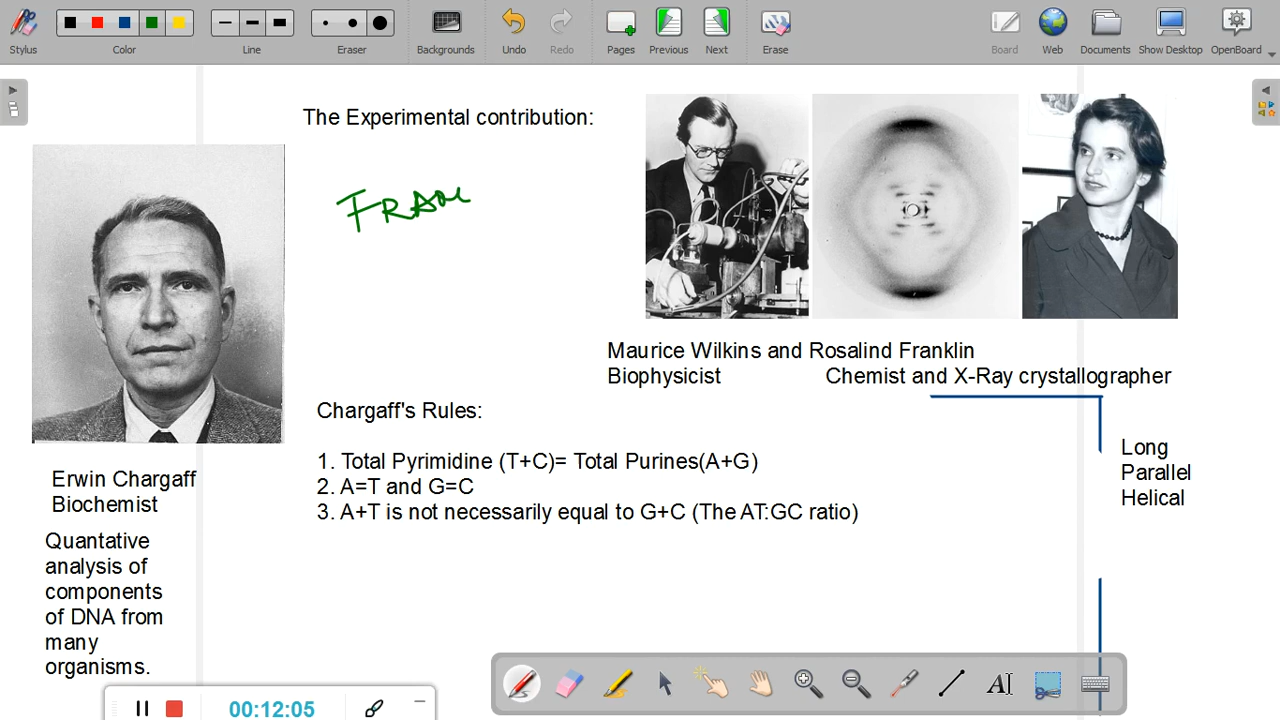 Stylus
Color
Line
Eraser
Backgrounds
Undo
Redo
Pages
Previous
Next
Erase
Board
Web
Documents
Show Desktop
OpenBoard
The Experimental contribution:
Maurice Wilkins and Rosalind Franklin
Biophysicist Chemist and X-Ray crystallographer
Chargaff's Rules:
1. Total Pyrimidine (T+C)= Total Purines(A+G)
2. A=T and G=C
3. A+T is not necessarily equal to G+C (The AT:GC ratio)
Long
Parallel
Helical
Erwin Chargaff
Biochemist
Quantative
analysis of
components
of DNA from
many
organisms.
00:12:05